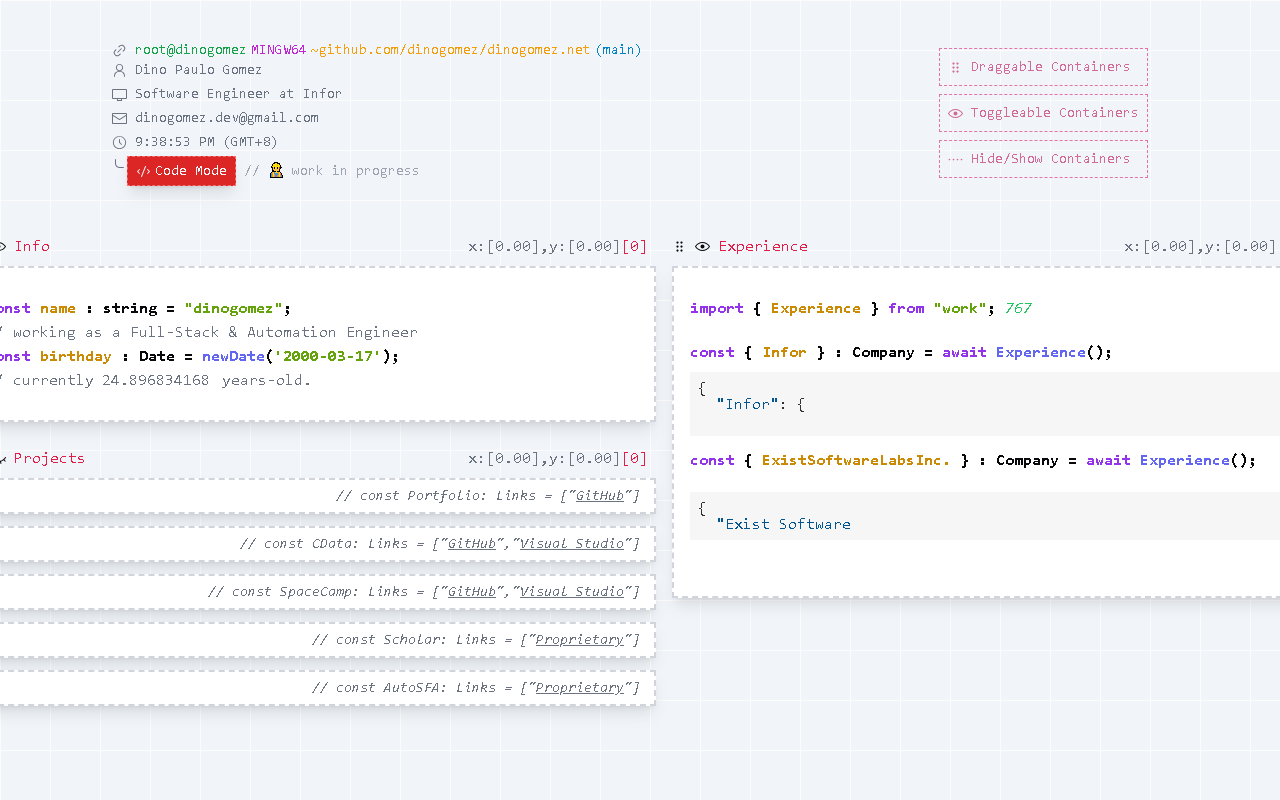 root@dinogomez MINGW64 ~github.com/dinogomez/dinogomez.net (main)
Dino Paulo Gomez
Software Engineer at Infor
dinogomez.dev@gmail.com
9:38:53 PM (GMT+8)
</> Code Mode // work in progress
Draggable Containers
Toggleable Containers
Hide/Show Containers
Info x:[0.00],y:[0.00][0]
onst name : string = "dinogomez";
/ working as a Full-Stack & Automation Engineer
onst birthday : Date = newDate('2000-03-17');
/ currently 24.896834168 years-old.
Projects x:[0.00],y:[0.00][0]
// const Portfolio: Links = ["GitHub"]
// const CData: Links = ["GitHub","Visual Studio"]
// const SpaceCamp: Links = ["GitHub","Visual Studio"]
// const Scholar: Links = ["Proprietary"]
// const AutoSFA: Links = ["Proprietary"]
Experience x:[0.00],y:[0.00]
import { Experience } from "work"; 767
const { Infor } : Company = await Experience();
{
"Infor": {
const { ExistSoftwareLabsInc. } : Company = await Experience();
{
"Exist Software